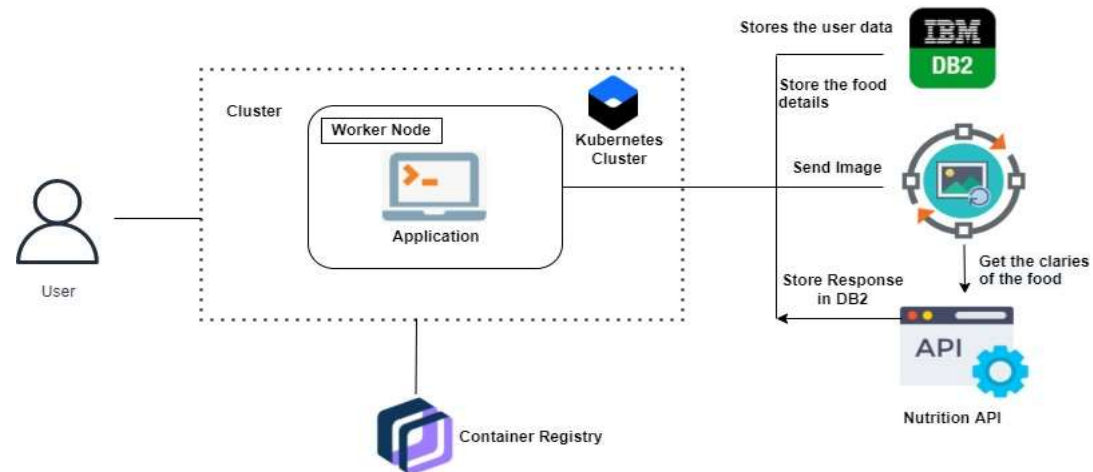 Stores the user data
IBM
DB2
Store the food
details
Cluster
Worker Node
Kubernetes
Cluster
Application
Send Image
User
Get the claries
of the food
Store Response
in DB2
API
Nutrition API
Container Registry